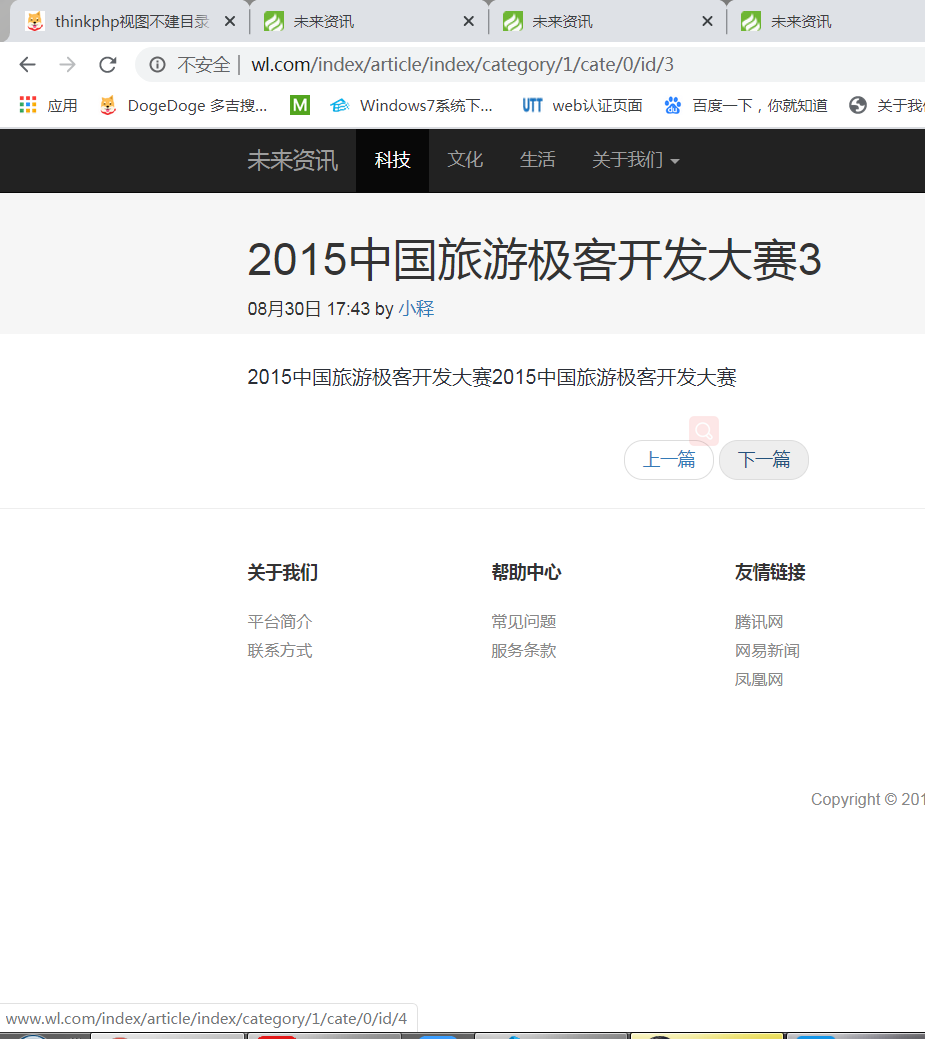 thinkphp视图不建目录 未来资讯 未来资讯 未来资讯
不安全 | wl.com/index/article/index/category/1/cate/0/id/3
应用 DogeDoge 多吉搜... M Windows7系统下... UTT web认证页面 百度一下，你就知道 关于我
未来资讯 科技 文化 生活 关于我们
2015中国旅游极客开发大赛3
08月30日 17:43 by 小释
2015中国旅游极客开发大赛2015中国旅游极客开发大赛
上一篇 下一篇
关于我们 帮助中心 友情链接
平台简介 常见问题 腾讯网
联系方式 服务条款 网易新闻
凤凰网
Copyright © 201
www.wl.com/index/article/index/category/1/cate/0/id/4